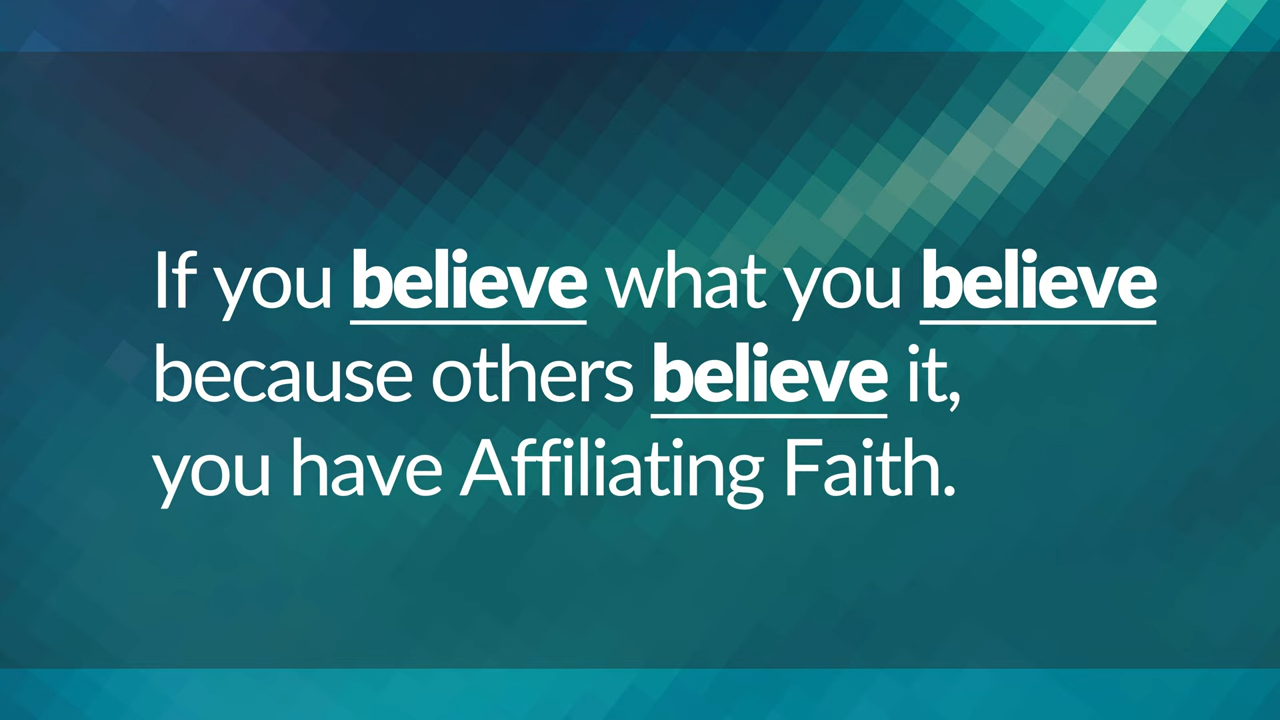 If you believe what you believe
because others believe it,
you have Affiliating Faith.